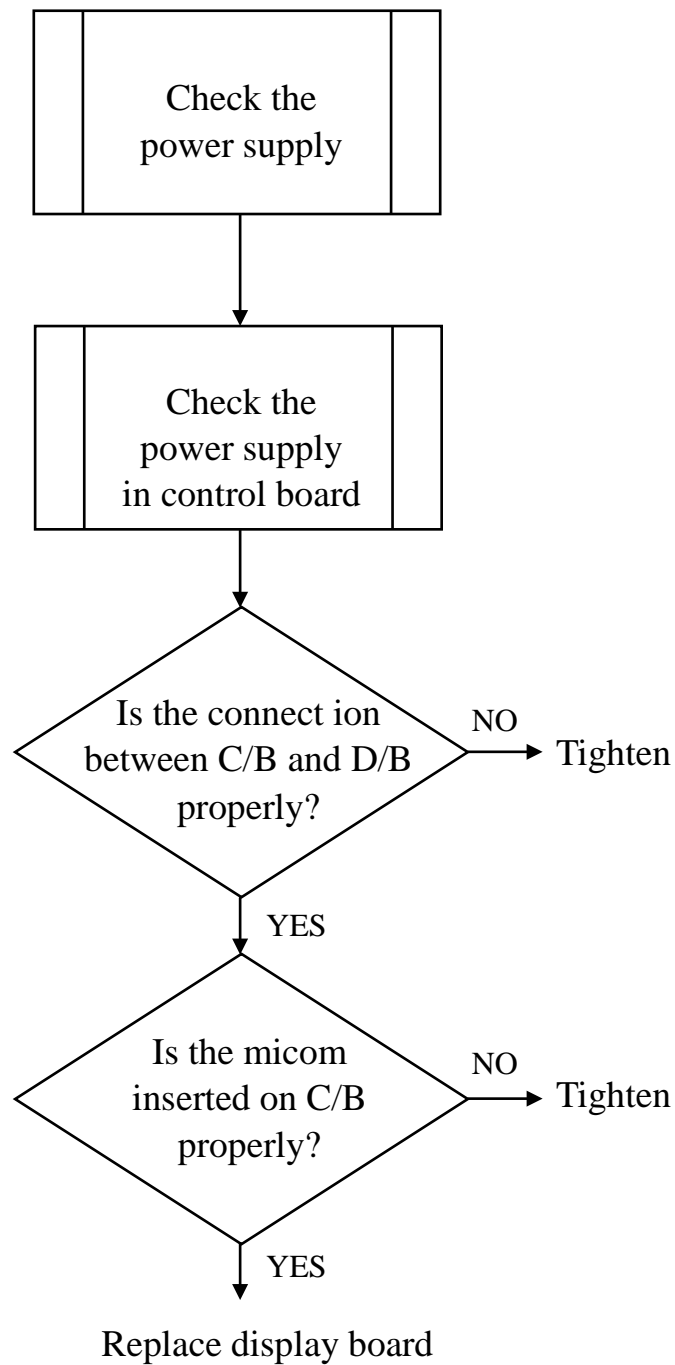 Check the
power supply
Check the
power supply
in control board
Is the connect ion
between C/B and D/B
properly?
NO
Tighten
YES
Is the micom
inserted on C/B
properly?
NO
Tighten
YES
Replace display board